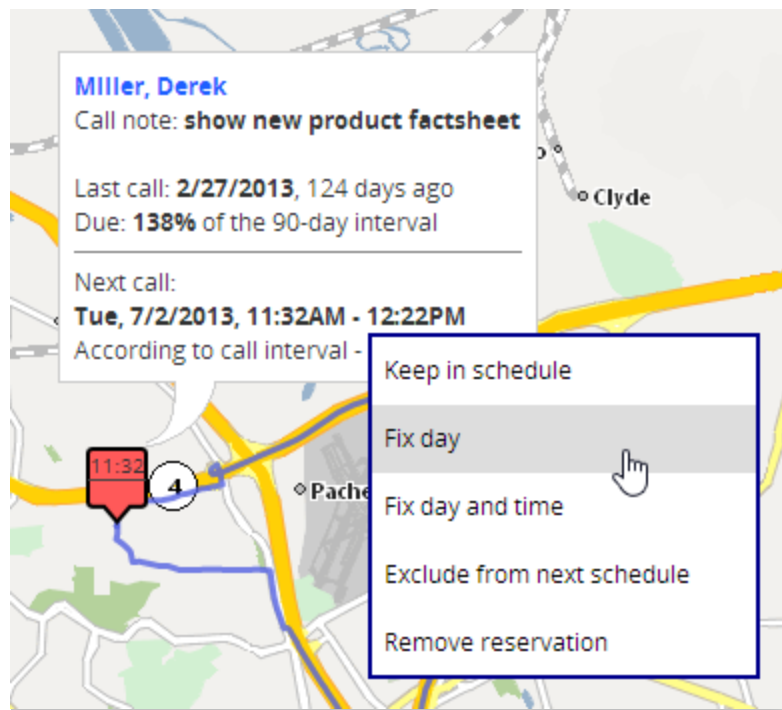 MIller, Derek
Call note: show new product factsheet
Last call: 2/27/2013, 124 days ago
Due: 138% of the 90-day interval
Next call:
Tue, 7/2/2013, 11:32AM - 12:22PM
According to call interval -
Keep in schedule
Fix day
Fix day and time
Exclude from next schedule
Remove reservation
Clyde
11:32
4
Pache